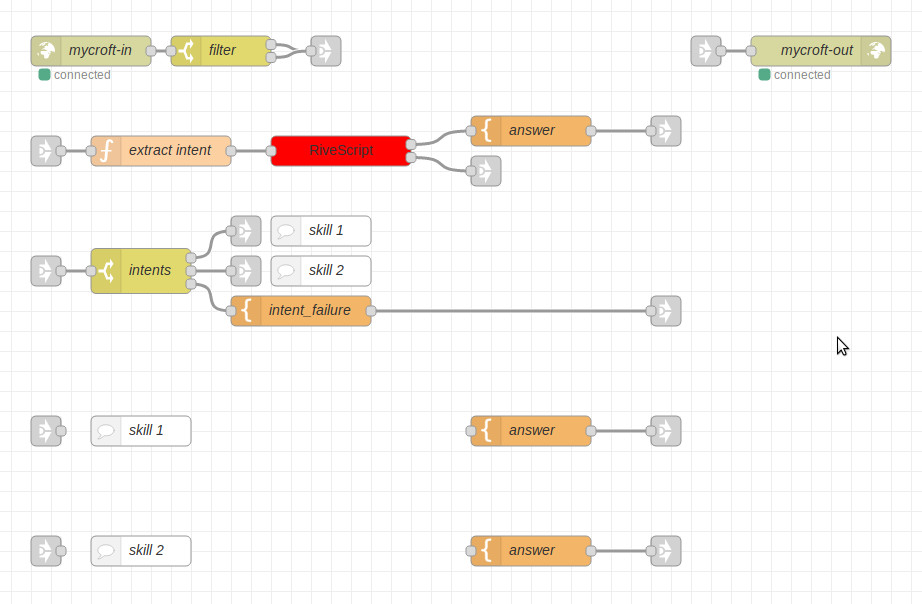 mycroft-in
filter
mycroft-out
connected
connected
answer
extract intent
RiveScript
skill 1
intents
skill 2
intent_failure
skill 1
answer
skill 2
answer